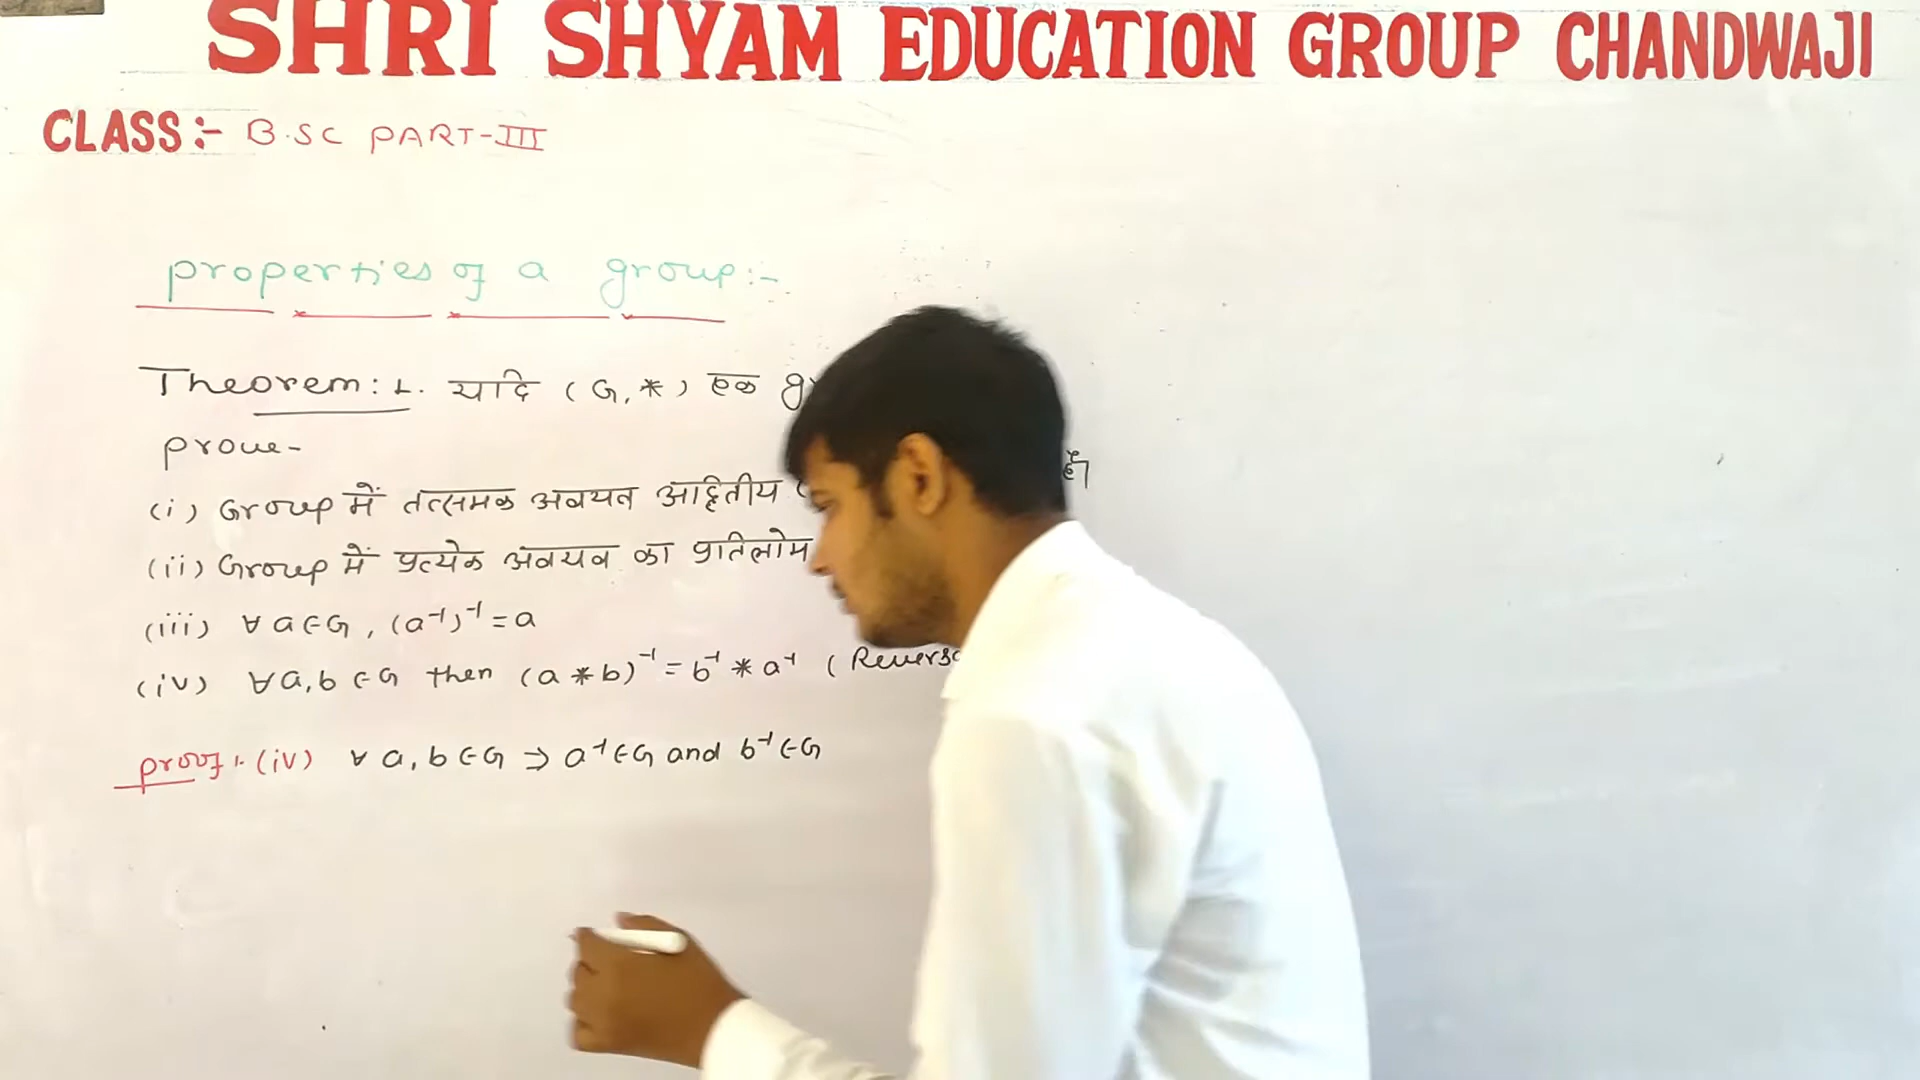 SHRI SHYAM EDUCATION GROUP CHANDWAJI
CLASS:- B.SC PART-III
properties of a group:-
Theorem: 1. यदि (G, *) एक
prove-
(i) Group में तत्समक अवयव अद्वितीय
(ii) Group में प्रत्येक अवयव का प्रतिलोम
(iii) ∀ a∈G, (a⁻¹)⁻¹ = a
(iv) ∀ a,b ∈ G then (a * b)⁻¹ = b⁻¹ * a⁻¹ (
proof:- (iv) ∀ a, b ∈ G ⇒ a⁻¹ ∈ G and b⁻¹ ∈ G